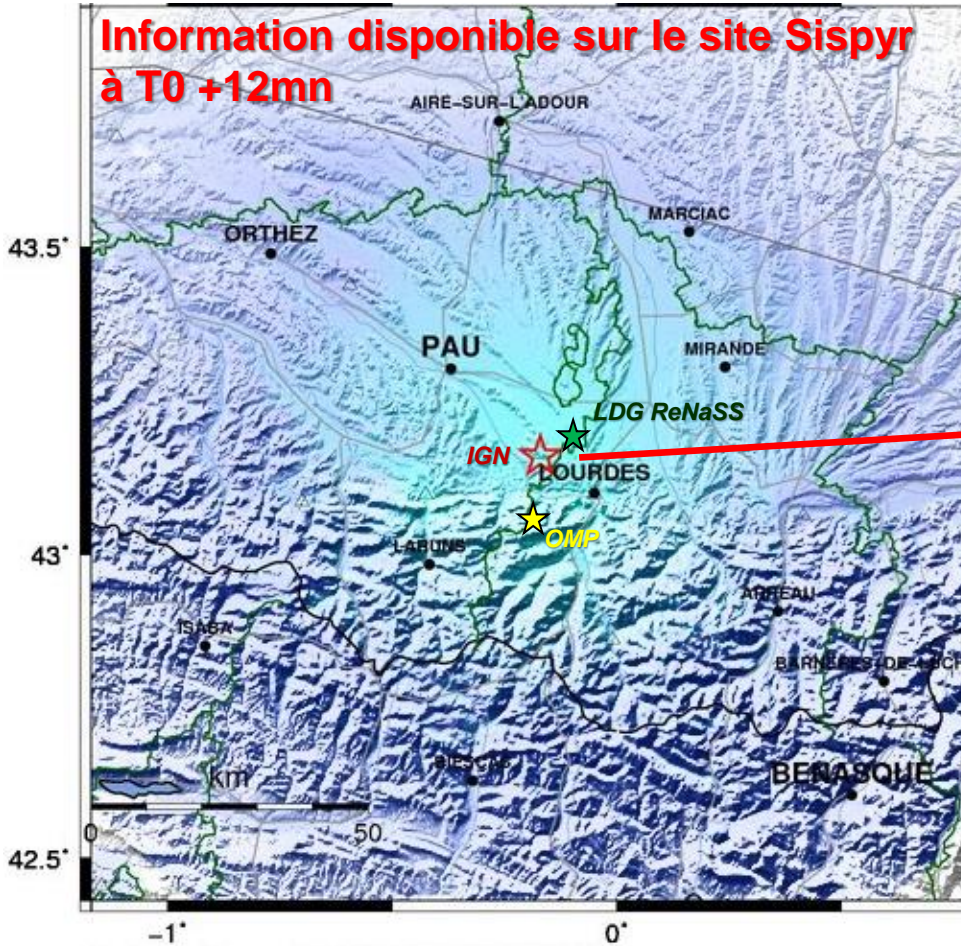 Information disponible sur le site Sispyr
à T0 +12mn
AIRE-SUR-L'ADOUR
MARCIAC
43.5°
ORTHEZ
PAU
MIRANDE
LDG ReNaSS
IGN
LOURDES
OMP
43°
LARUNS
ARREAU
ISABA
BIESCAS
km
BENASQUE
0
50
42.5°
-1°
0°